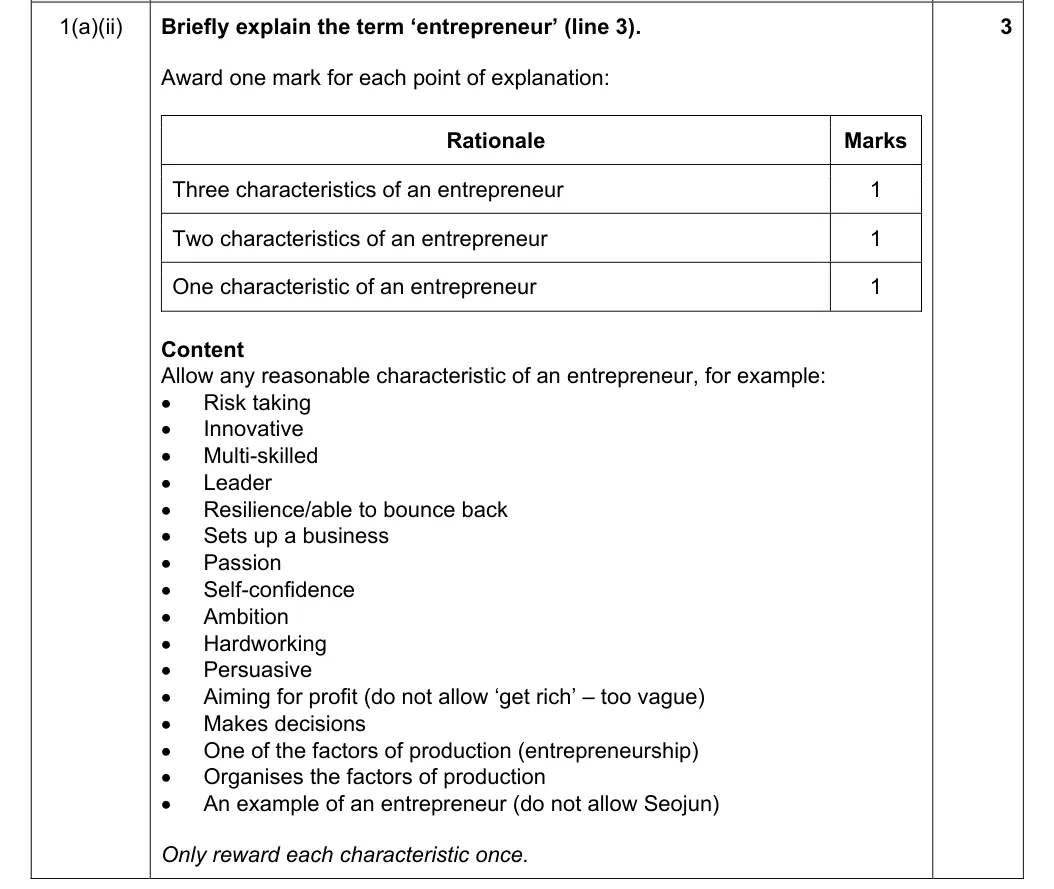 1(a)(ii) Briefly explain the term ‘entrepreneur’ (line 3). 3
Award one mark for each point of explanation:
Rationale Marks
Three characteristics of an entrepreneur 1
Two characteristics of an entrepreneur 1
One characteristic of an entrepreneur 1
Content
Allow any reasonable characteristic of an entrepreneur, for example:
• Risk taking
• Innovative
• Multi-skilled
• Leader
• Resilience/able to bounce back
• Sets up a business
• Passion
• Self-confidence
• Ambition
• Hardworking
• Persuasive
• Aiming for profit (do not allow ‘get rich’ – too vague)
• Makes decisions
• One of the factors of production (entrepreneurship)
• Organises the factors of production
• An example of an entrepreneur (do not allow Seojun)
Only reward each characteristic once.